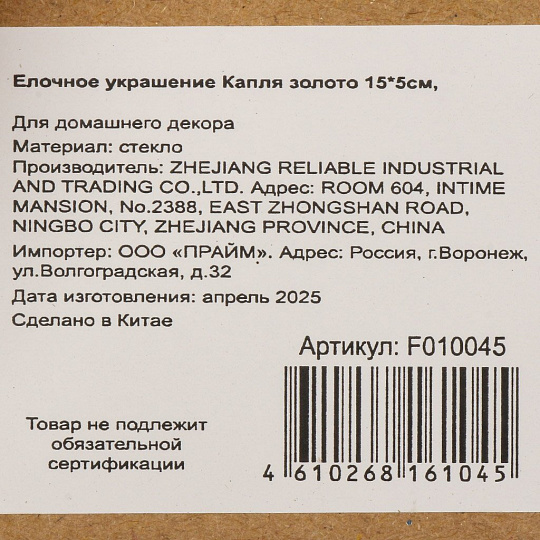 Елочное украшение Капля золото 15*5см,
Для домашнего декора
Материал: стекло
Производитель: ZHEJIANG RELIABLE INDUSTRIAL
AND TRADING CO.,LTD. Адрес: ROOM 604, INTIME
MANSION, No.2388, EAST ZHONGSHAN ROAD,
NINGBO CITY, ZHEJIANG PROVINCE, CHINA
Импортер: ООО «ПРАЙМ». Адрес: Россия, г.Воронеж,
ул.Волгоградская, д.32
Дата изготовления: апрель 2025
Сделано в Китае
Артикул: F010045
Товар не подлежит
обязательной
сертификации
4 610268 161045